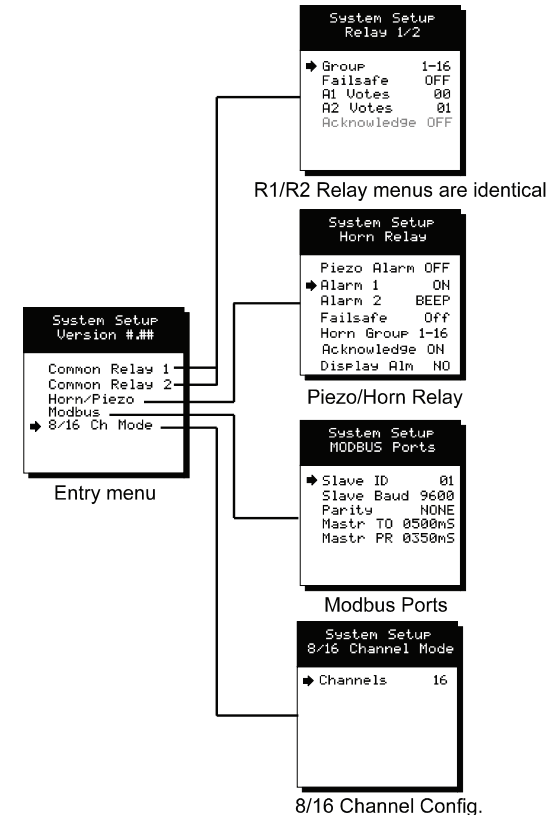 System Setup
Relay 1/2
Group 1-16
Failsafe OFF
A1 Votes 00
A2 Votes 01
Acknowledge OFF
R1/R2 Relay menus are identical
System Setup
Horn Relay
Piezo Alarm OFF
Alarm 1 ON
Alarm 2 BEEP
Failsafe Off
Horn Group 1-16
Acknowledge ON
Display Alm NO
Piezo/Horn Relay
System Setup
Version #.##
Common Relay 1
Common Relay 2
Horn/Piezo
Modbus
8/16 Ch Mode
Entry menu
System Setup
MODBUS Ports
Slave ID 01
Slave Baud 9600
Parity NONE
Mastr TO 0500mS
Mastr PR 0350mS
Modbus Ports
System Setup
8/16 Channel Mode
Channels 16
8/16 Channel Config.